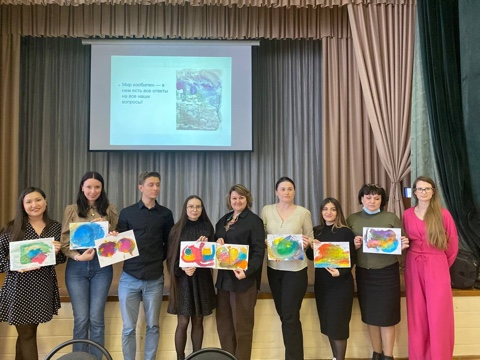 Мир изобилен — в
нем есть все ответы
на все наши
вопросы!